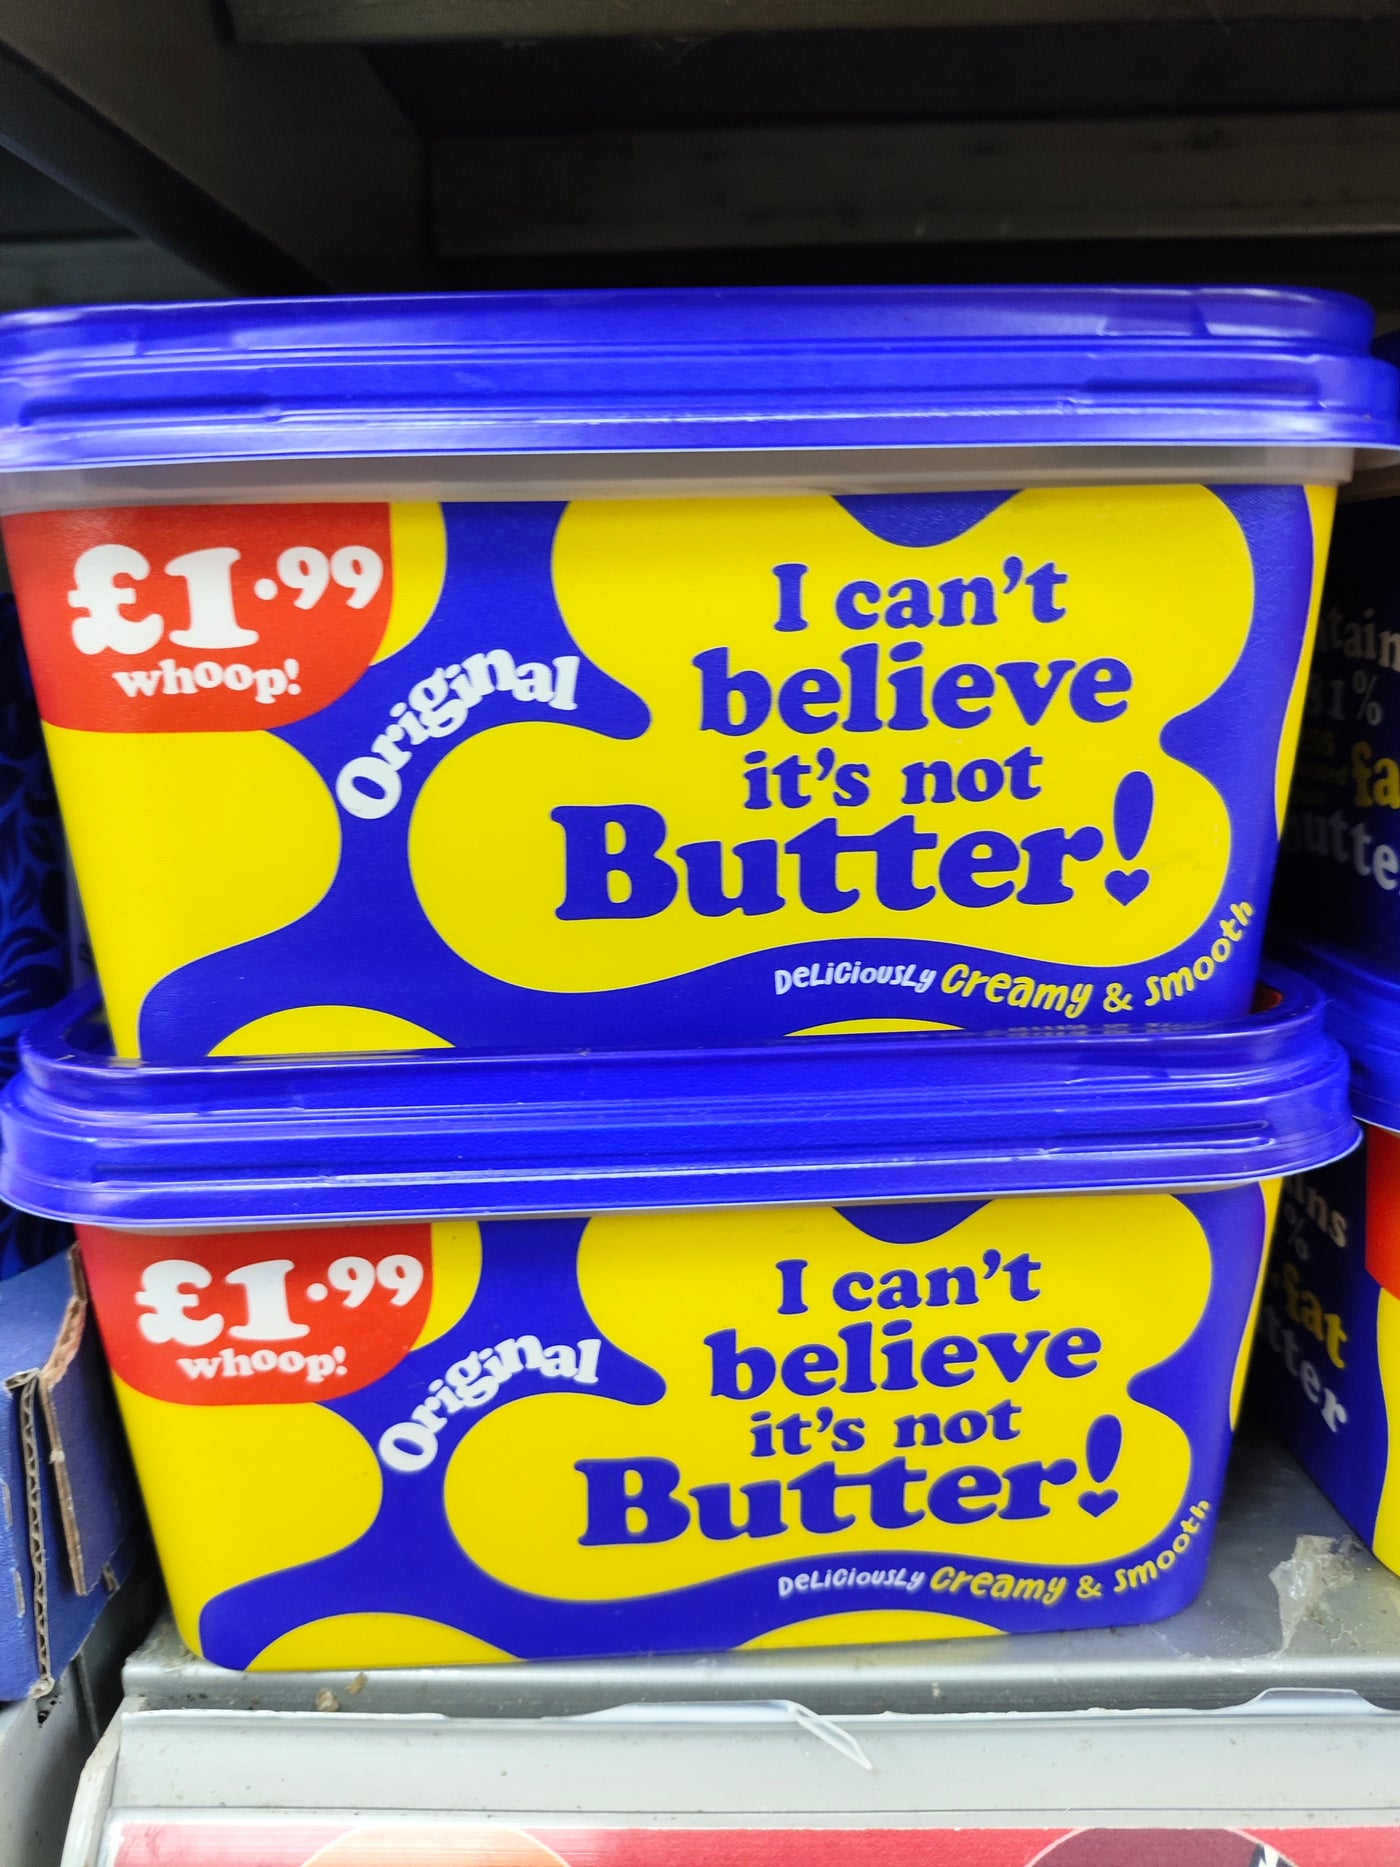 £1.99
whoop!
Original
I can't
believe
it's not
Butter!
Deliciously creamy & smooth
£1.99
whoop!
Original
I can't
believe
it's not
Butter!
Deliciously creamy & smooth
%
%
fat